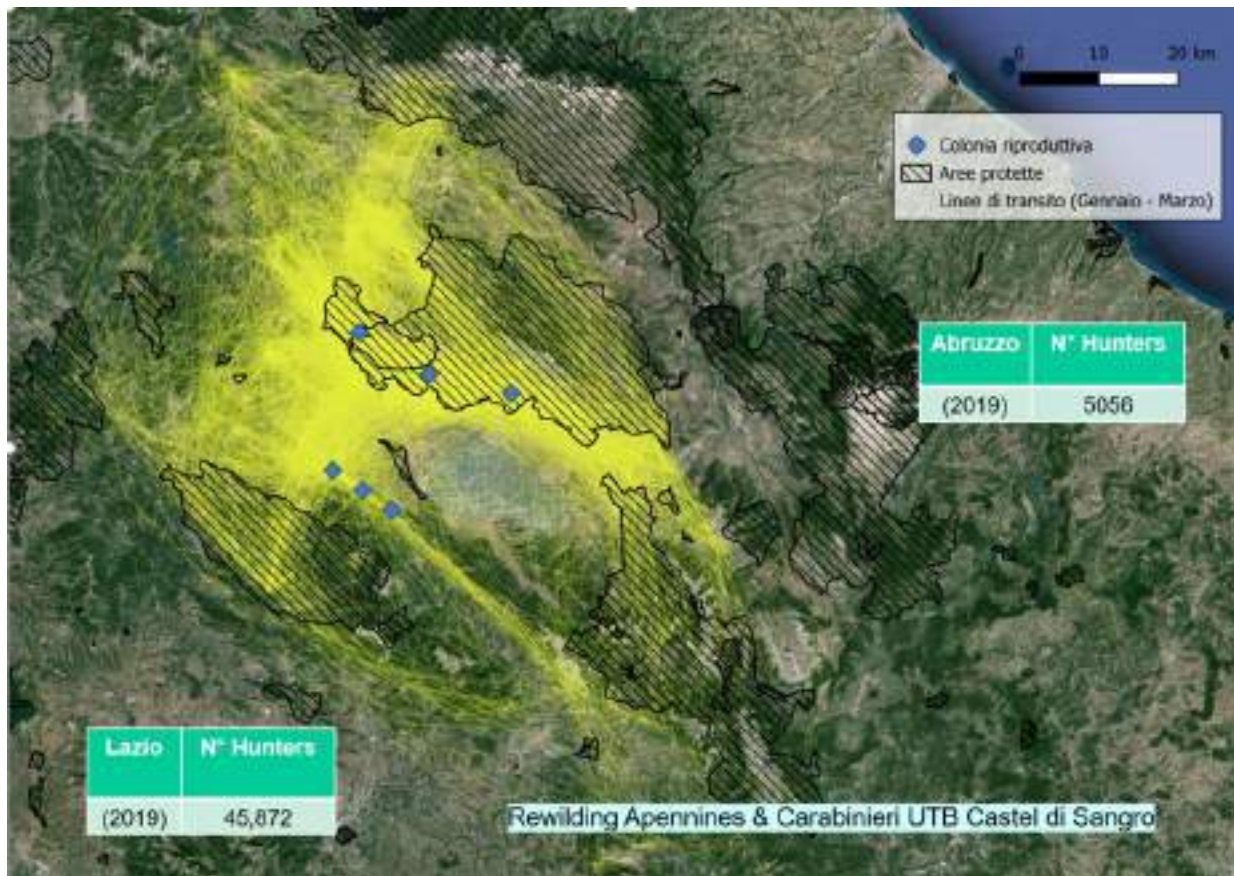 0 10 20 km
Colonia riproduttiva
Aree protette
Linee di transito (Gennaio - Marzo)
Abruzzo N° Hunters
(2019) 5056
Lazio N° Hunters
(2019) 45,872
Rewilding Apennines & Carabinieri UTB Castel di Sangro